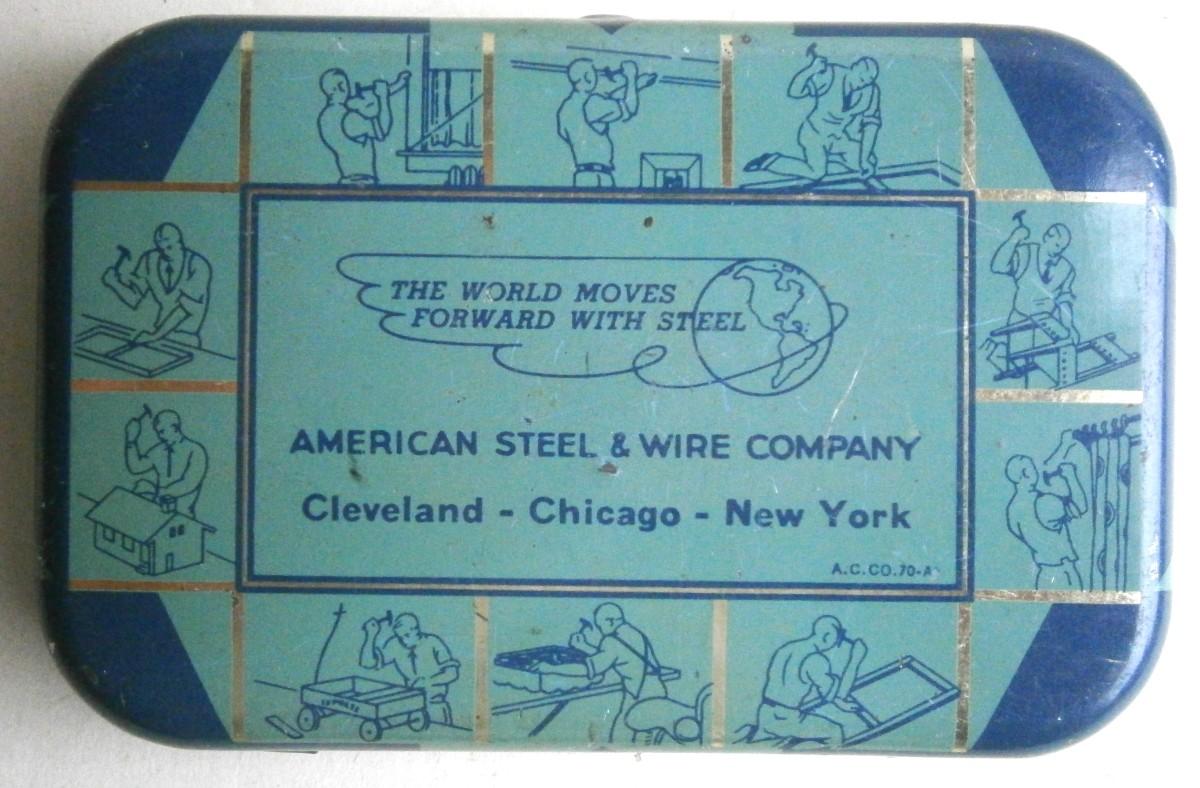 THE WORLD MOVES
FORWARD WITH STEEL
AMERICAN STEEL & WIRE COMPANY
Cleveland - Chicago - New York
A.C.CO.70-A